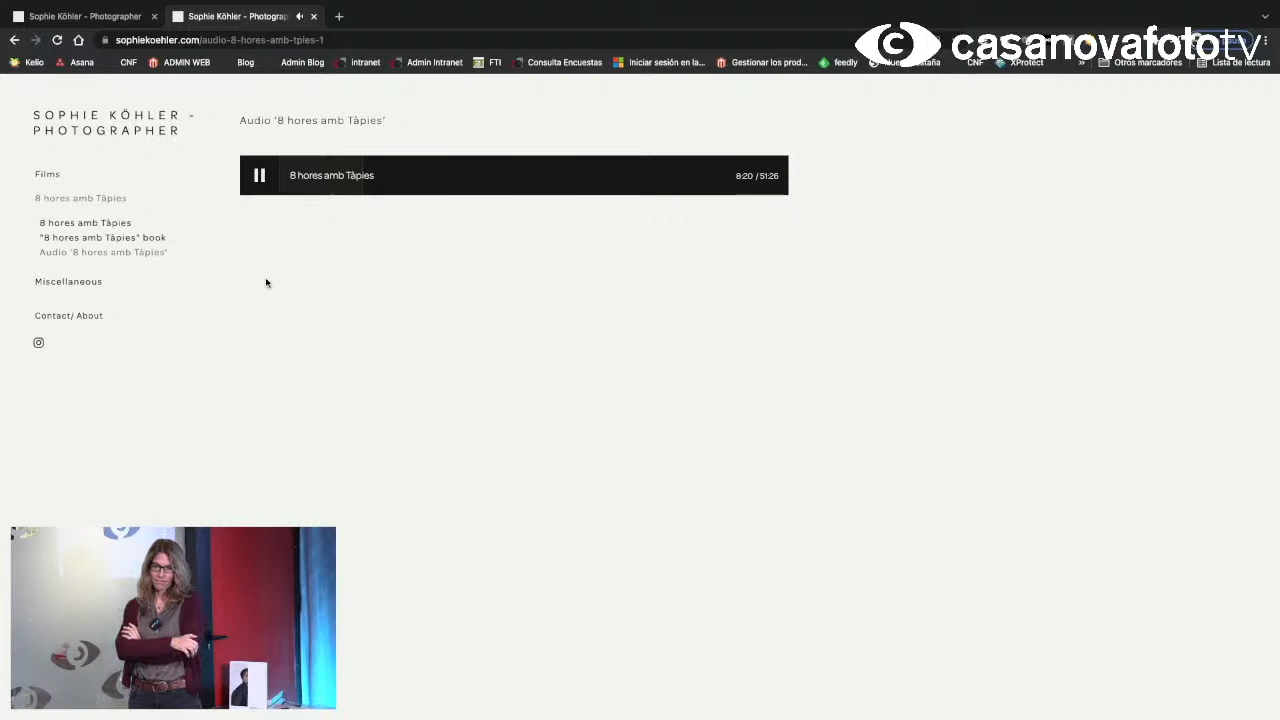 Sophie Köhler - Photographer
Sophie Köhler - Photograp
sophiekoehler.com/audio-8-hores-amb-tpies-1
casanovafototv
Kelio
Asana
CNF
ADMIN WEB
Blog
Admin Blog
intranet
Admin Intranet
FTI
Consulta Encuestas
Iniciar sesión en la...
Gestionar los prod...
feedly
CNF
XProtect
Otros marcadores
Lista de lectura
SOPHIE KÖHLER -
PHOTOGRAPHER
Audio '8 hores amb Tàpies'
8 hores amb Tàpies
8:20 / 51:26
Films
8 hores amb Tàpies
8 hores amb Tàpies
"8 hores amb Tàpies" book
Audio '8 hores amb Tàpies'
Miscellaneous
Contact/ About